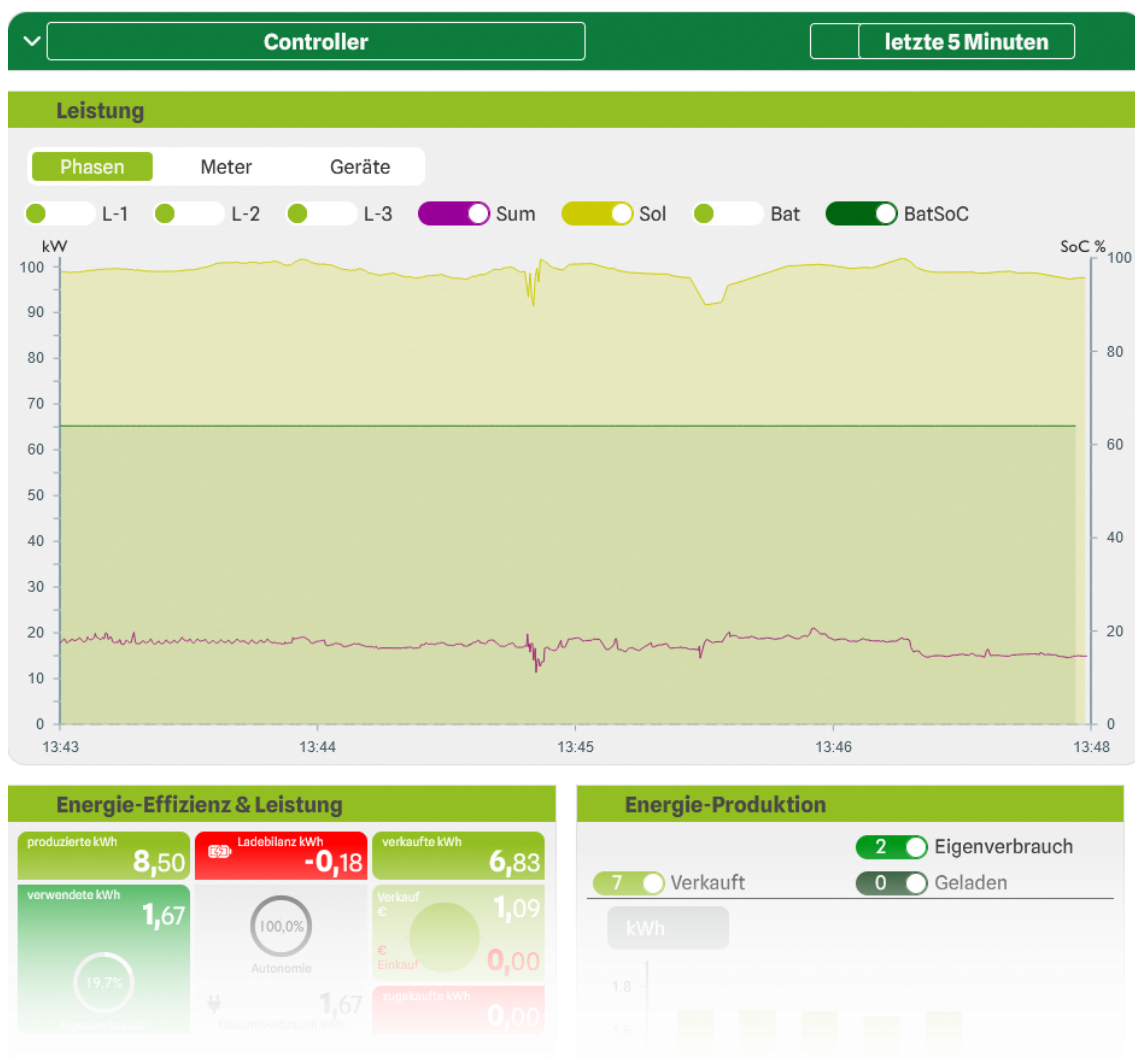 Controller
letzte 5 Minuten
Leistung
Phasen Meter Geräte
L-1 L-2 L-3 Sum Sol Bat BatSoC
kW SoC %
100 100
90
80 80
70
60 60
50
40 40
30
20 20
10
0 0
13:43 13:44 13:45 13:46 13:48
Energie-Effizienz & Leistung
produzierte kWh
8,50
Ladebilanz kWh
-0,18
verkaufte kWh
6,83
verwendete kWh
1,67
19,7%
100,0%
Autonomie
1,67
Gesamtverbrauch kWh
Verkauf
€
1,09
€
Einkauf
0,00
zugekaufte kWh
0,00
Energie-Produktion
2 Eigenverbrauch
7 Verkauft
0 Geladen
kWh
1.8
1.6